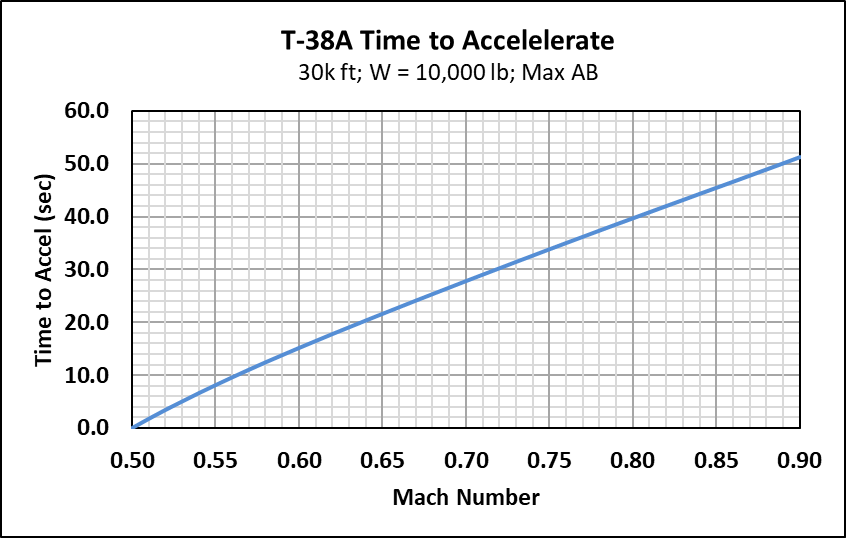 T-38A Time to Accelelerate
30k ft; W = 10,000 lb; Max AB
60.0
50.0
40.0
30.0
20.0
10.0
0.0
Time to Accel (sec)
0.50 0.55 0.60 0.65 0.70 0.75 0.80 0.85 0.90
Mach Number